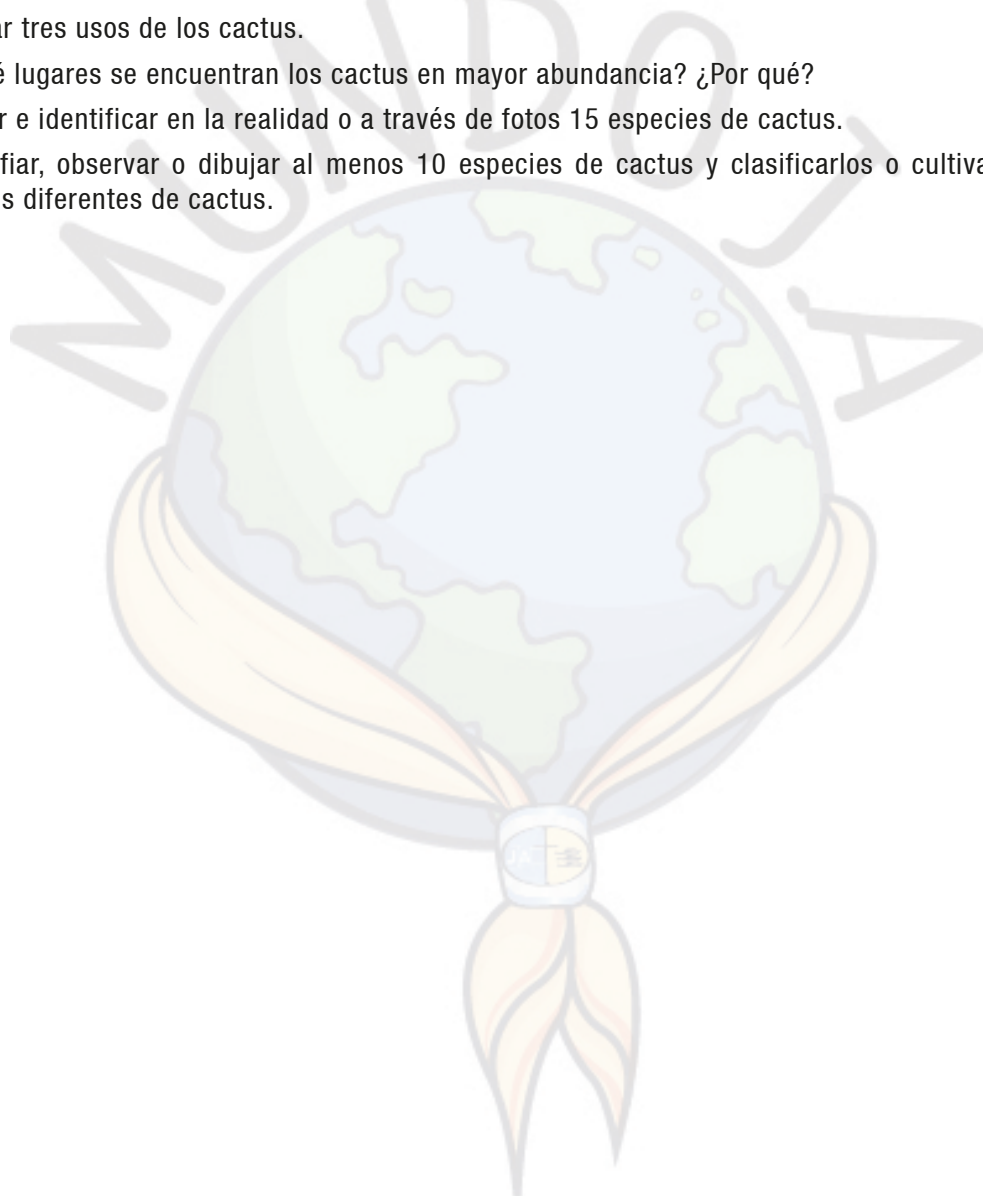 ar tres usos de los cactus.
é lugares se encuentran los cactus en mayor abundancia? ¿Por qué?
r e identificar en la realidad o a través de fotos 15 especies de cactus.
fiar, observar o dibujar al menos 10 especies de cactus y clasificarlos o cultiva
s diferentes de cactus.
MUNDO JA
JA